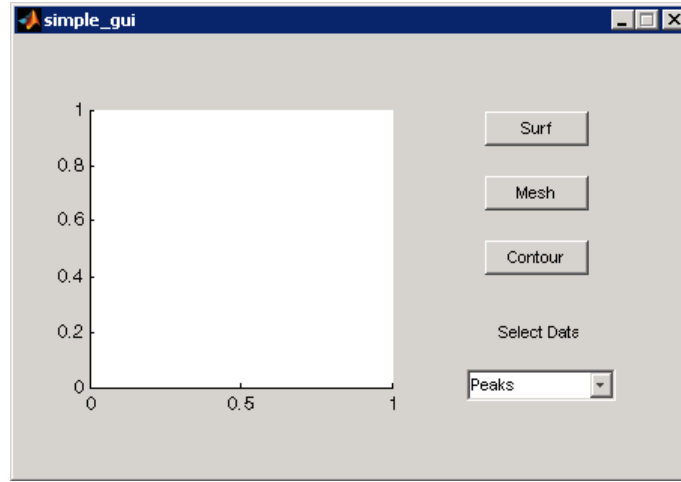 simple_gui
1
0.8
0.6
0.4
0.2
0
0 0.5 1
Surf
Mesh
Contour
Select Data
Peaks